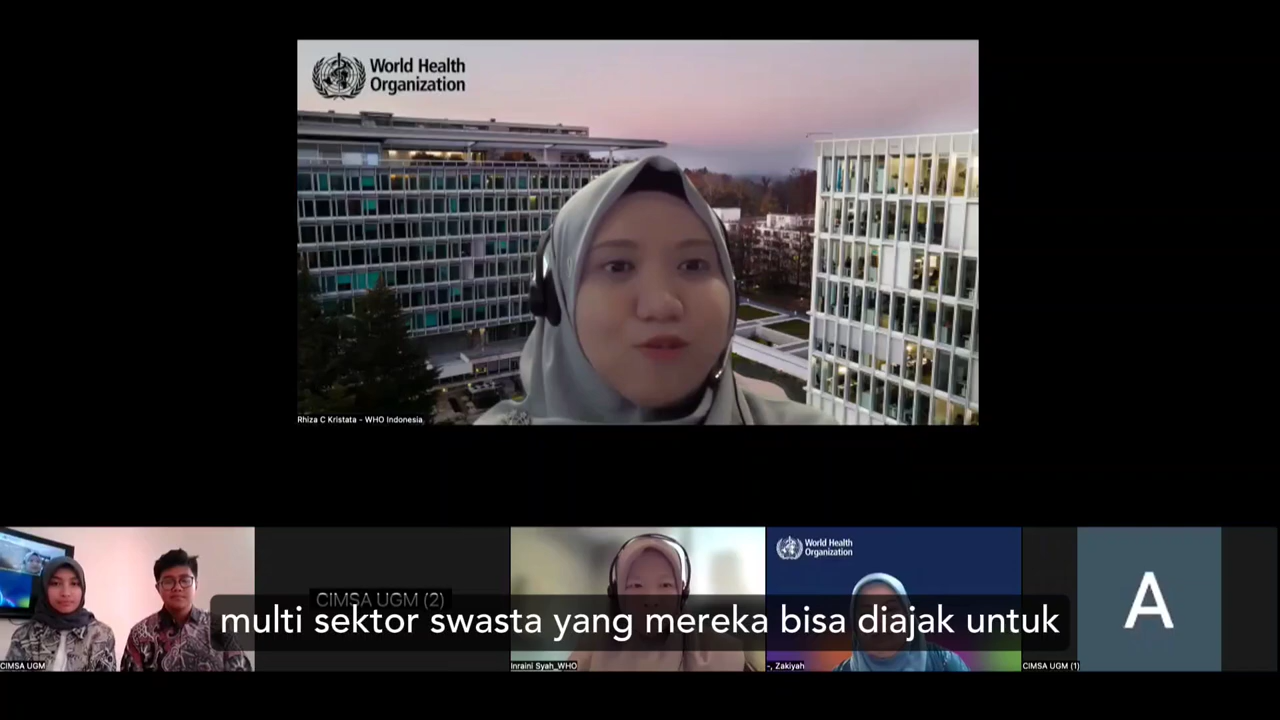 World Health
Organization
Rhiza C Kristata - WHO Indonesia
CIMSA UGM (2)
World Health
Organization
multi sektor swasta yang mereka bisa diajak untuk
A
CIMSA UGM
Inraini Syah_WHO
-, Zakiyah
CIMSA UGM (1)